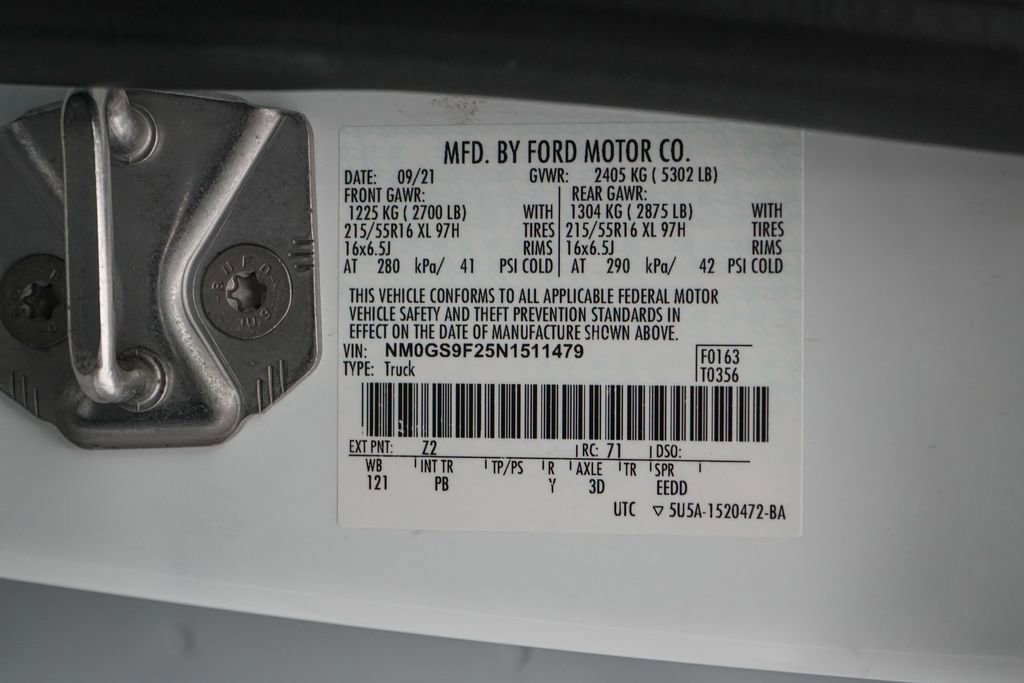 MFD. BY FORD MOTOR CO.
DATE: 09/21 GVWR: 2405 KG ( 5302 LB)
FRONT GAWR: REAR GAWR:
1225 KG ( 2700 LB) WITH 1304 KG ( 2875 LB) WITH
215/55R16 XL 97H TIRES 215/55R16 XL 97H TIRES
16x6.5J RIMS 16x6.5J RIMS
AT 280 kPa/ 41 PSI COLD AT 290 kPa/ 42 PSI COLD
THIS VEHICLE CONFORMS TO ALL APPLICABLE FEDERAL MOTOR
VEHICLE SAFETY AND THEFT PREVENTION STANDARDS IN
EFFECT ON THE DATE OF MANUFACTURE SHOWN ABOVE.
VIN: NM0GS9F25N1511479
F0163
TYPE: Truck
T0356
EXT PNT: Z2 RC: 71 DSO:
WB INT TR TP/PS R AXLE TR SPR
121 PB Y 3D EEDD
UTC ▽ 5U5A-1520472-BA
BUFO
10.9